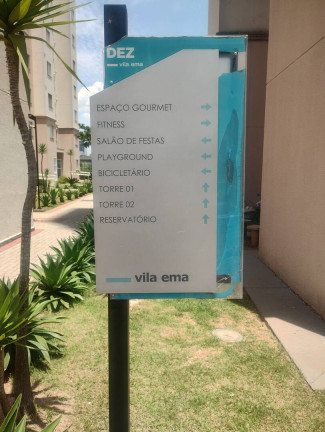 DEZ
vila ema
ESPAÇO GOURMET →
FITNESS →
SALÃO DE FESTAS ←
PLAYGROUND ←
BICICLETÁRIO ←
TORRE 01 ↑
TORRE 02 ↑
RESERVATÓRIO ↑
vila ema